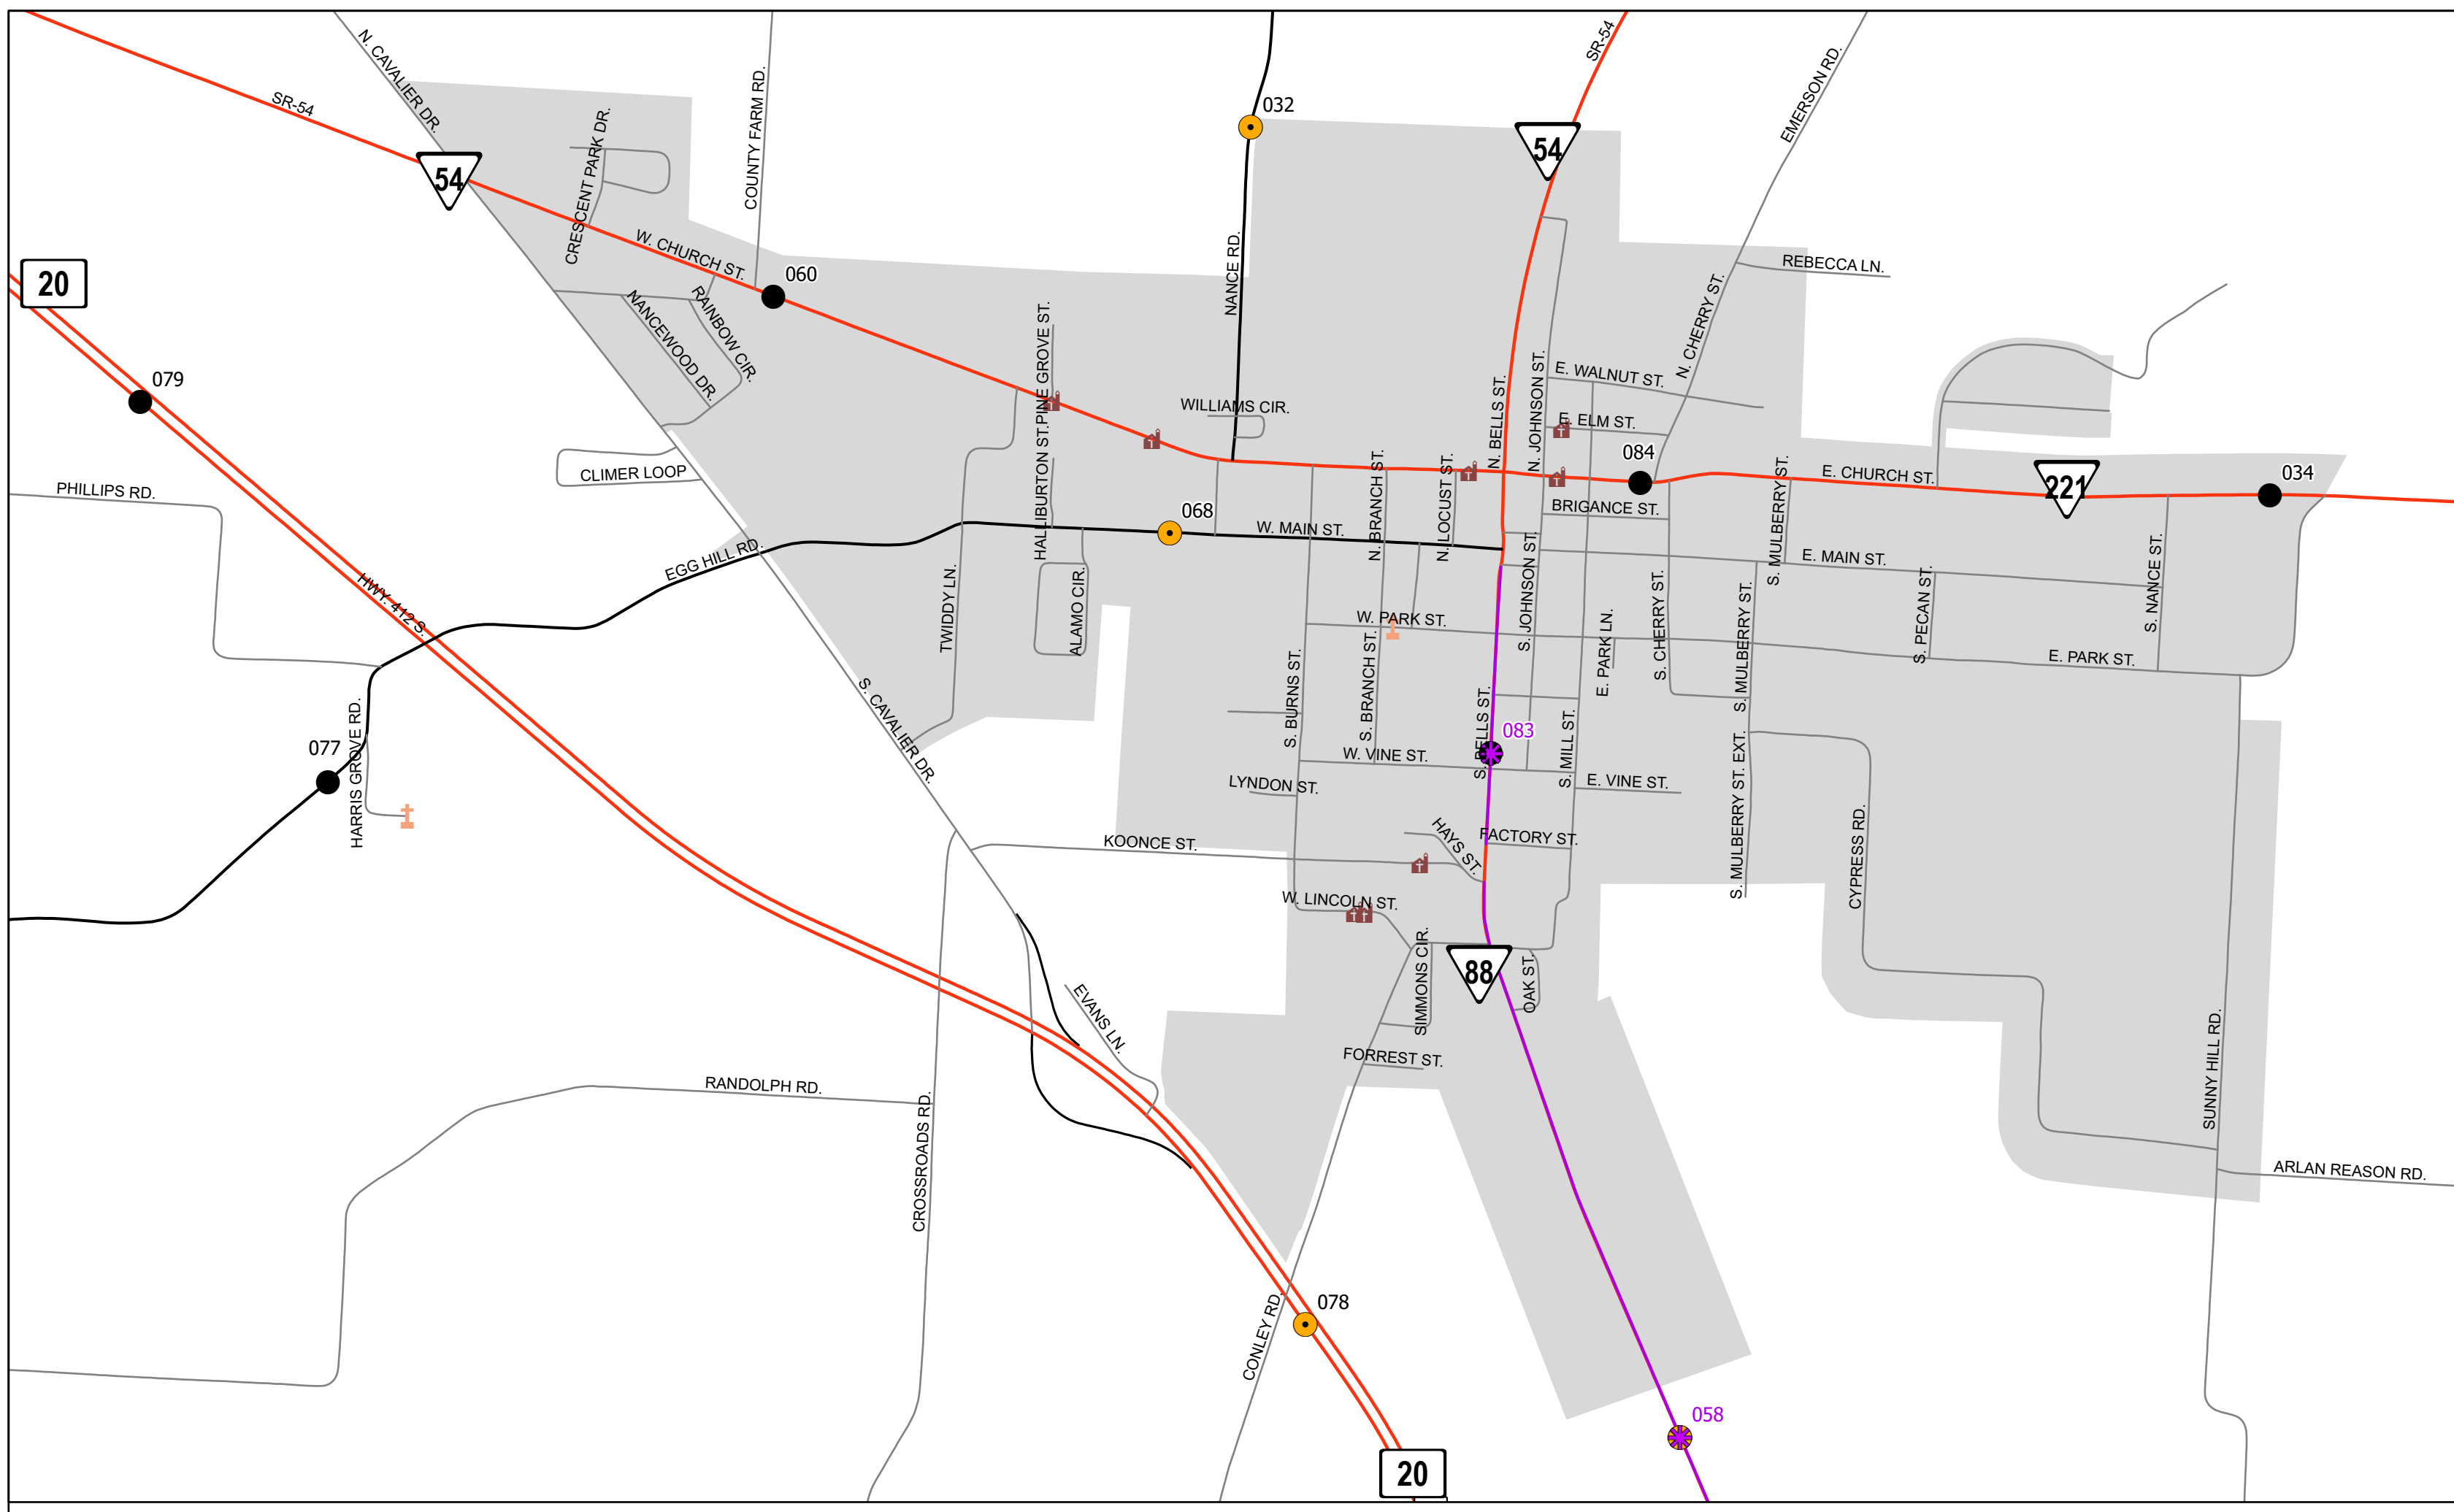 SR-54
N. CAVALIER DR.
COUNTY FARM RD.
CRESCENT PARK DR.
032
SR-54
EMERSON RD.
54
54
W. CHURCH ST.
060
NANCE RD.
REBECCA LN.
20
NANCEWOOD DR.
RAINBOW CIR.
PINE GROVE ST.
N. CHERRY ST.
079
WILLIAMS CIR.
N. BELLS ST.
N. JOHNSON ST.
E. WALNUT ST.
E. ELM ST.
084
HALLIBURTON ST.
CLIMER LOOP
PHILLIPS RD.
N. BRANCH ST.
N. LOCUST ST.
BRIGANCE ST.
S. MULBERRY ST.
E. CHURCH ST.
221
034
068
W. MAIN ST.
E. MAIN ST.
EGG HILL RD.
HWY. 412 S.
TWIDDY LN.
ALAMO CIR.
W. PARK ST.
S. JOHNSON ST.
E. PARK LN.
S. CHERRY ST.
S. MULBERRY ST.
S. PECAN ST.
S. NANCE ST.
E. PARK ST.
S. CAVALIER DR.
S. BURNS ST.
S. BRANCH ST.
S. BELLS ST.
083
S. MILL ST.
077
HARRIS GROVE RD.
W. VINE ST.
E. VINE ST.
LYNDON ST.
S. MULBERRY ST. EXT.
CYPRESS RD.
KOONCE ST.
HAYS ST.
FACTORY ST.
W. LINCOLN ST.
SIMMONS CIR.
88
OAK ST.
EVANS LN.
FORREST ST.
RANDOLPH RD.
CROSSROADS RD.
SUNNY HILL RD.
ARLAN REASON RD.
CONLEY RD.
078
058
20